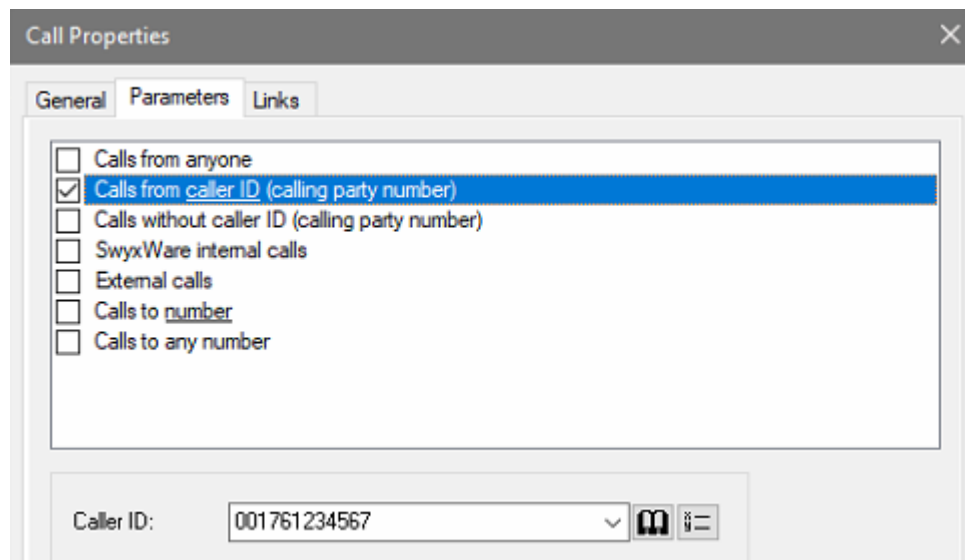 Call Properties
General Parameters Links
Calls from anyone
Calls from caller ID (calling party number)
Calls without caller ID (calling party number)
SwyxWare internal calls
External calls
Calls to number
Calls to any number
Caller ID: 001761234567